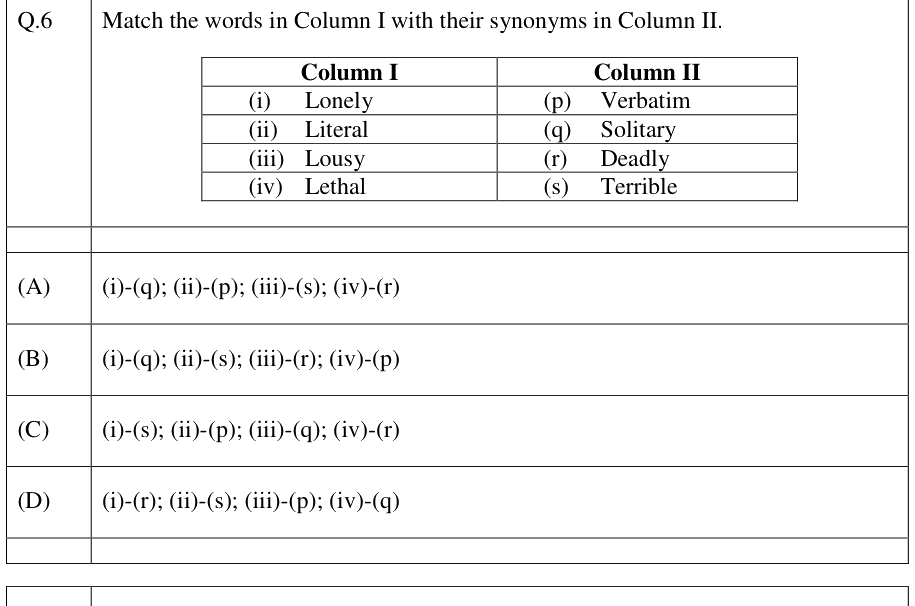 Q.6 Match the words in Column I with their synonyms in Column II.
Column I Column II
(i) Lonely (p) Verbatim
(ii) Literal (q) Solitary
(iii) Lousy (r) Deadly
(iv) Lethal (s) Terrible
(A) (i)-(q); (ii)-(p); (iii)-(s); (iv)-(r)
(B) (i)-(q); (ii)-(s); (iii)-(r); (iv)-(p)
(C) (i)-(s); (ii)-(p); (iii)-(q); (iv)-(r)
(D) (i)-(r); (ii)-(s); (iii)-(p); (iv)-(q)